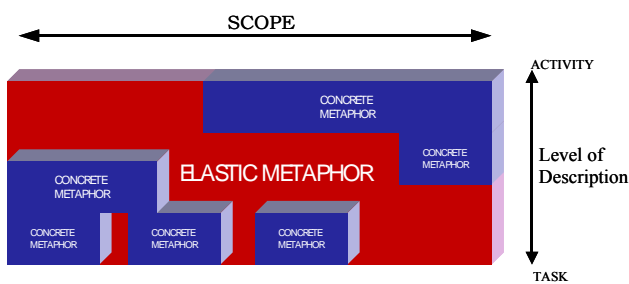 SCOPE
ACTIVITY
CONCRETE
METAPHOR
CONCRETE
METAPHOR
Level of
Description
ELASTIC METAPHOR
CONCRETE
METAPHOR
CONCRETE
METAPHOR
CONCRETE
METAPHOR
CONCRETE
METAPHOR
TASK